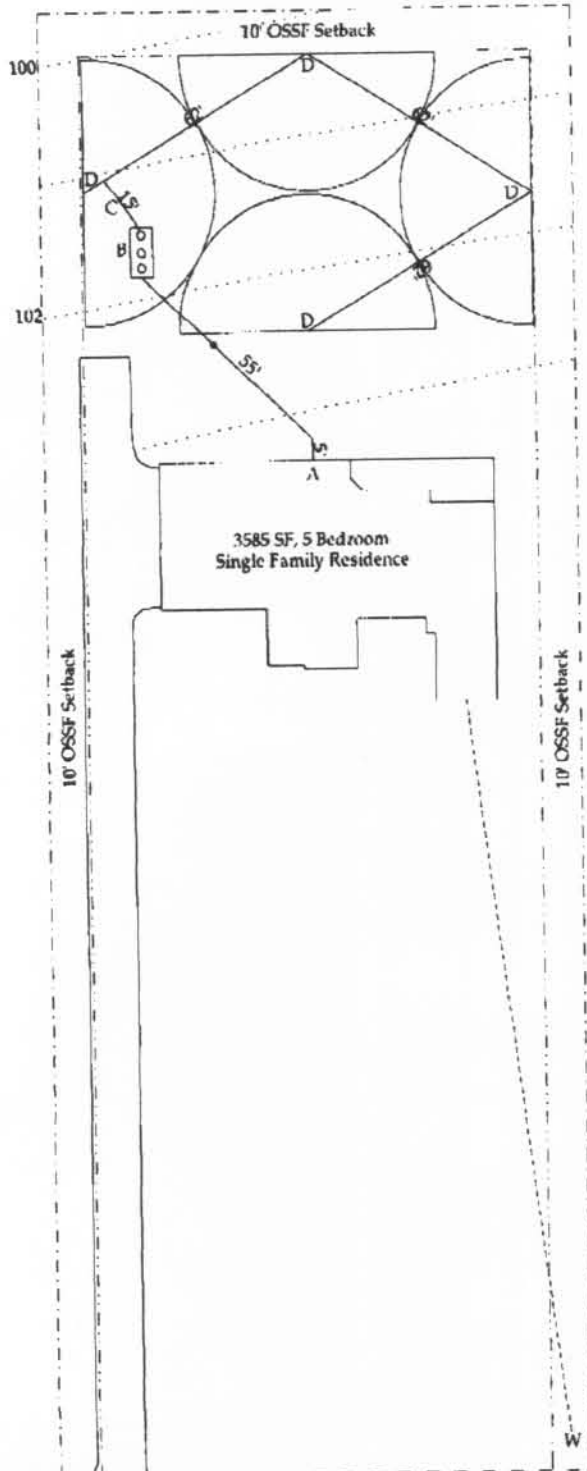 10' OSSF Setback
100
D
D
D
15'
C
B
102
D
55'
5'
A
3585 SF, 5 Bedroom
Single Family Residence
10' OSSF Setback
10' OSSF Setback
W